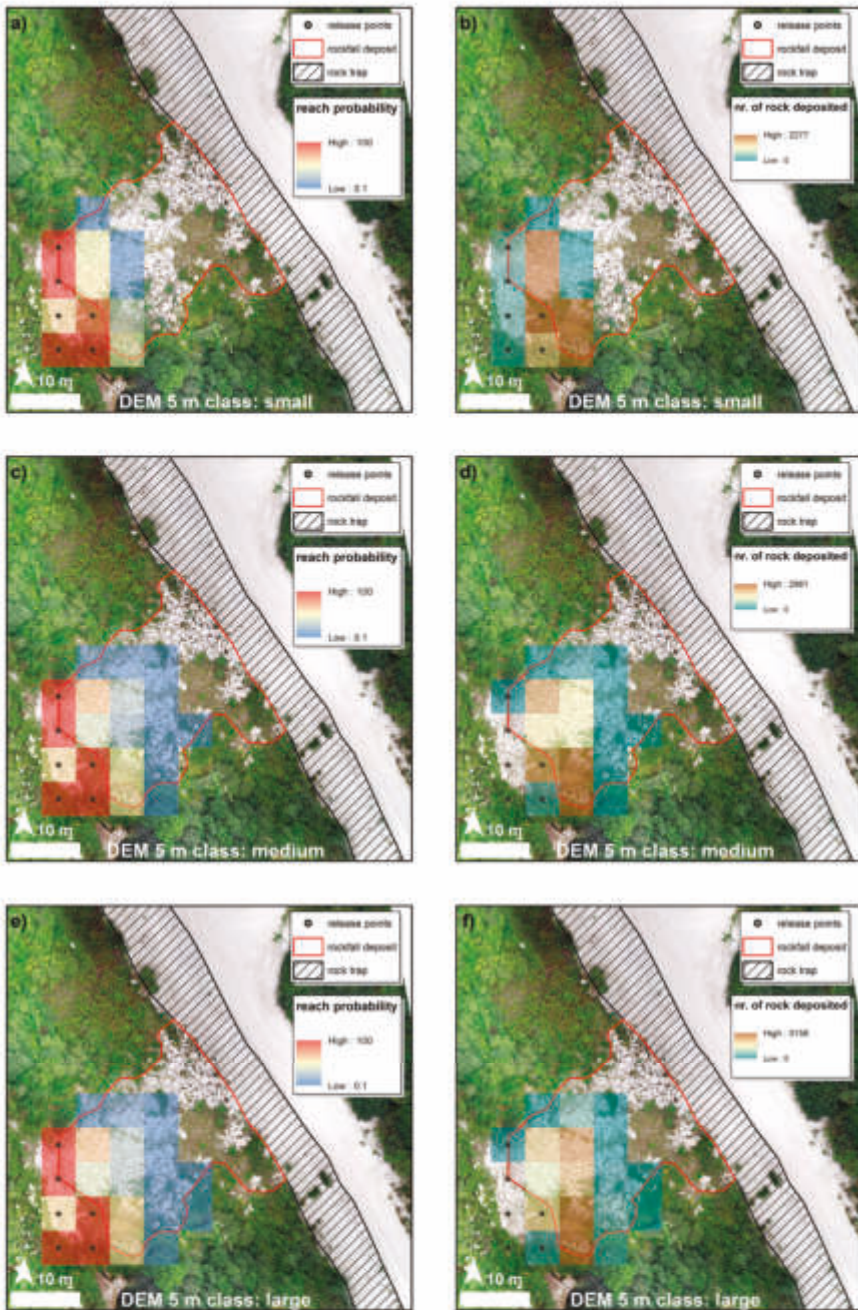 a)
release points
rockfall deposit
rock trap
reach probability
High : 100
Low : 0.1
10 m
DEM 5 m class: small
b)
release points
rockfall deposit
rock trap
nr. of rock deposited
High : 2277
Low : 0
10 m
DEM 5 m class: small
c)
release points
rockfall deposit
rock trap
reach probability
High : 100
Low : 0.1
10 m
DEM 5 m class: medium
d)
release points
rockfall deposit
rock trap
nr. of rock deposited
High :
Low : 0
10 m
DEM 5 m class: medium
e)
release points
rockfall deposit
rock trap
reach probability
High : 100
Low : 0.1
10 m
DEM 5 m class: large
f)
release points
rockfall deposit
rock trap
nr. of rock deposited
High :
Low : 0
10 m
DEM 5 m class: large